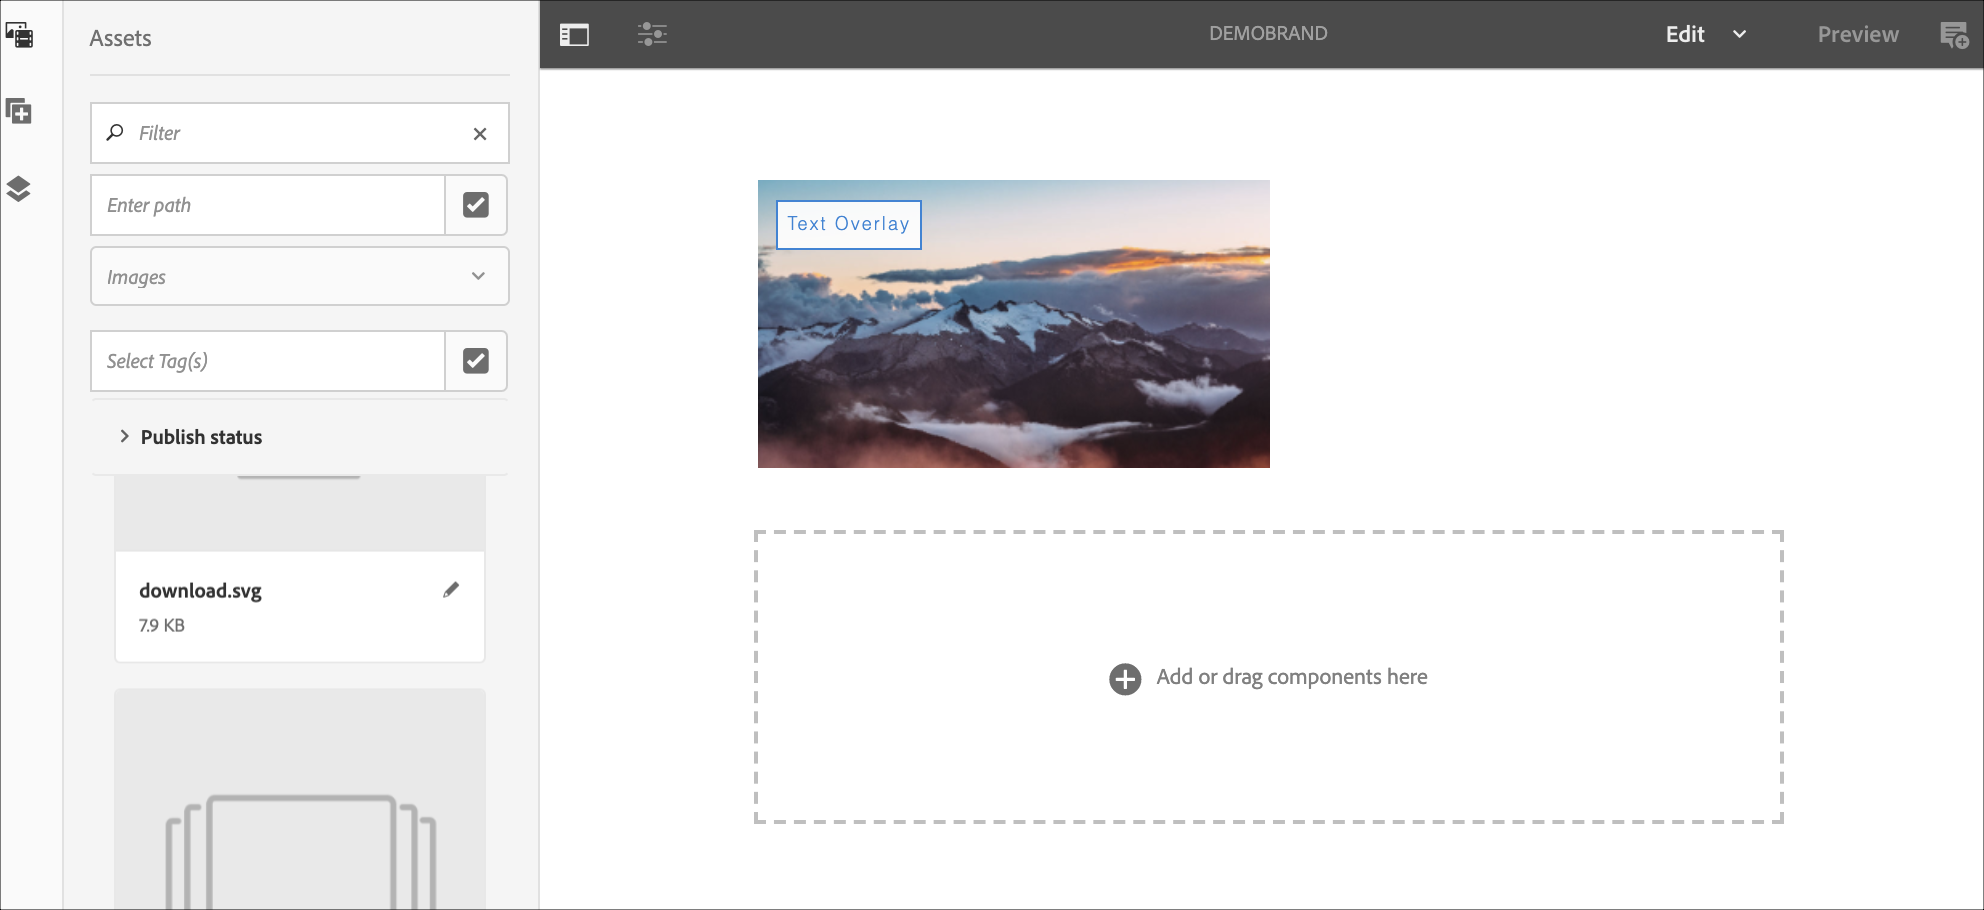 Assets
Filter
Enter path
Images
Select Tag(s)
Publish status
download.svg
7.9 KB
DEMOBRAND
Edit
Preview
Text Overlay
Add or drag components here